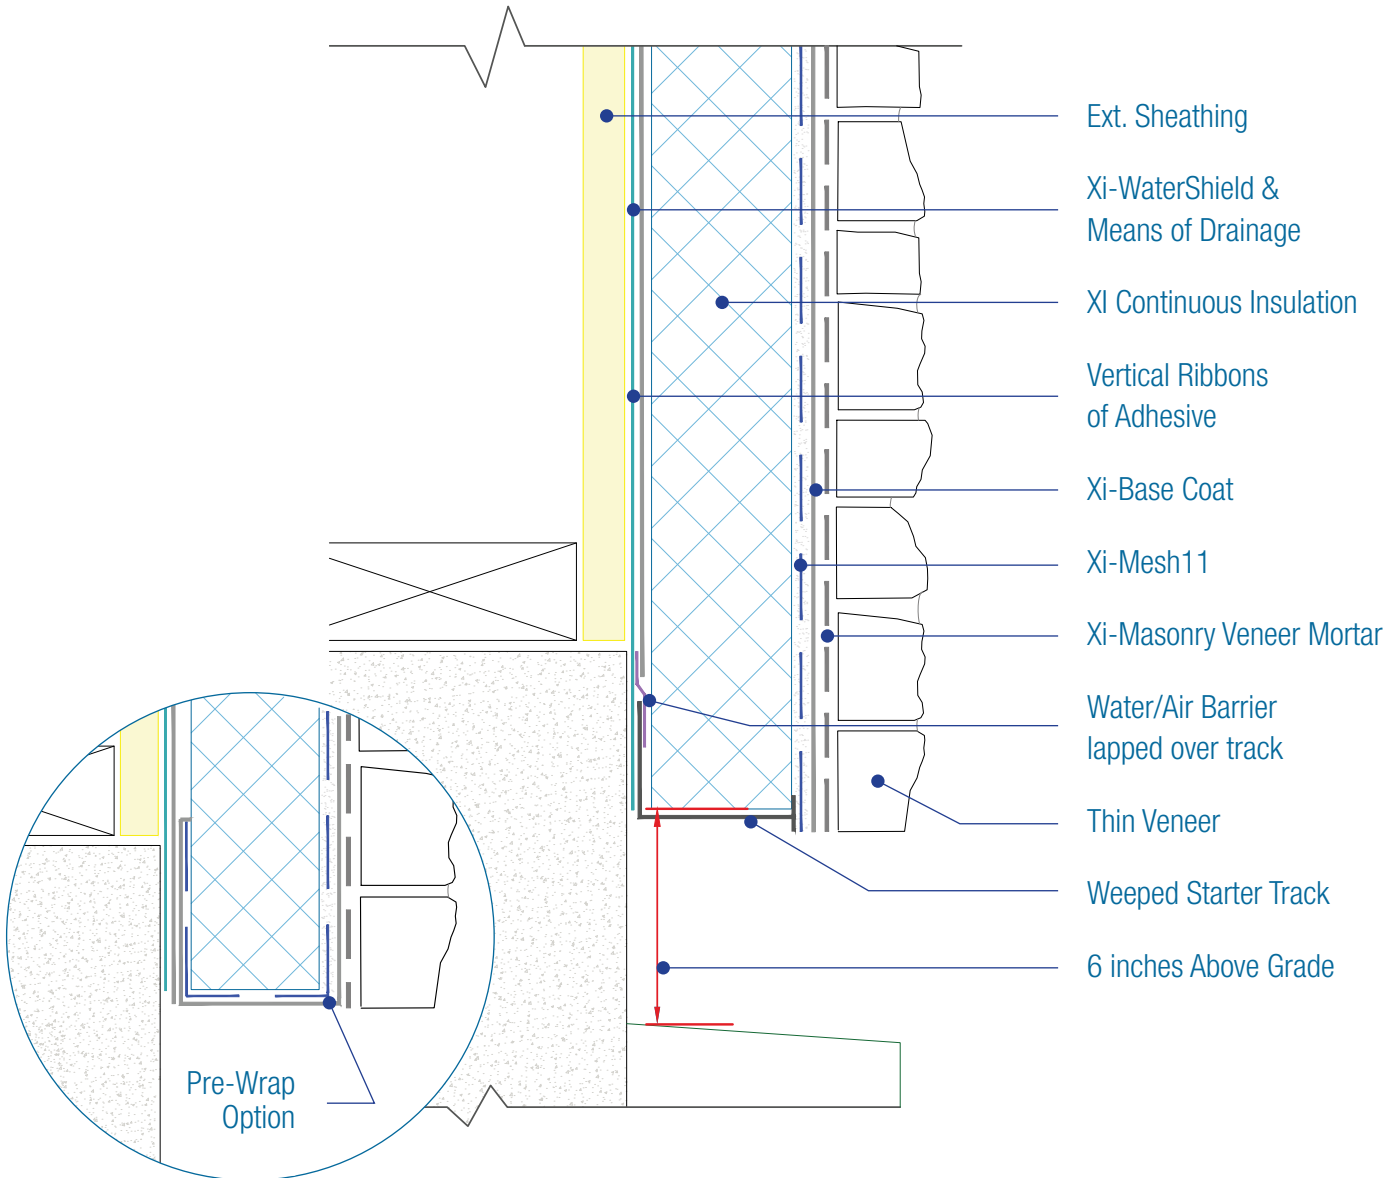 Ext. Sheathing
Xi-WaterShield &
Means of Drainage
XI Continuous Insulation
Vertical Ribbons
of Adhesive
Xi-Base Coat
Xi-Mesh11
Xi-Masonry Veneer Mortar
Water/Air Barrier
lapped over track
Thin Veneer
Weeped Starter Track
6 inches Above Grade
Pre-Wrap
Option